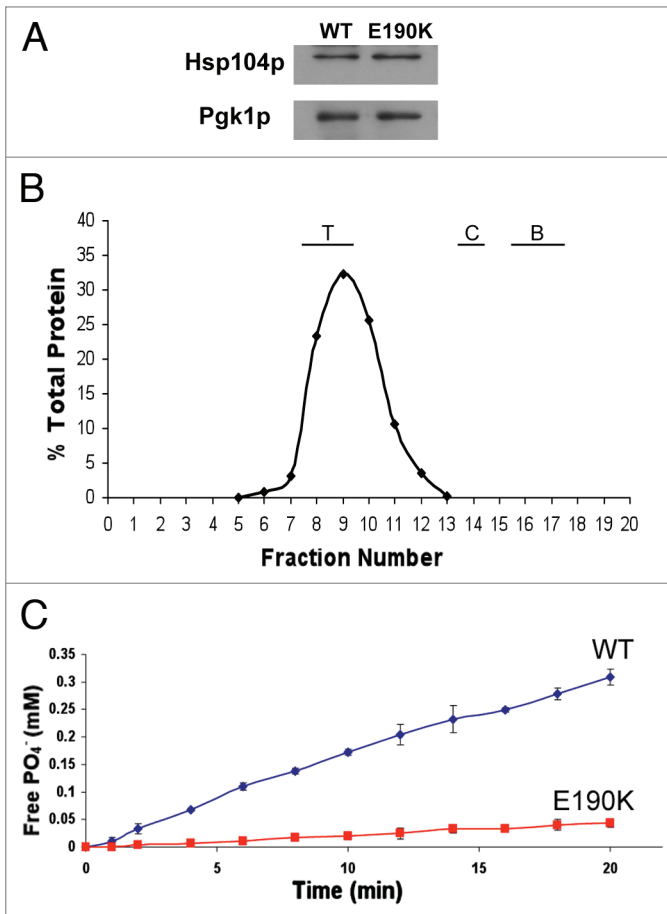 A
WT E190K
Hsp104p
Pgk1p
B
T C B
40
35
30
25
20
15
10
5
0
% Total Protein
0 1 2 3 4 5 6 7 8 9 10 11 12 13 14 15 16 17 18 19 20
Fraction Number
C
WT
E190K
0.35
0.3
0.25
0.2
0.15
0.1
0.05
0
Free PO₄⁻ (mM)
0 5 10 15 20
Time (min)